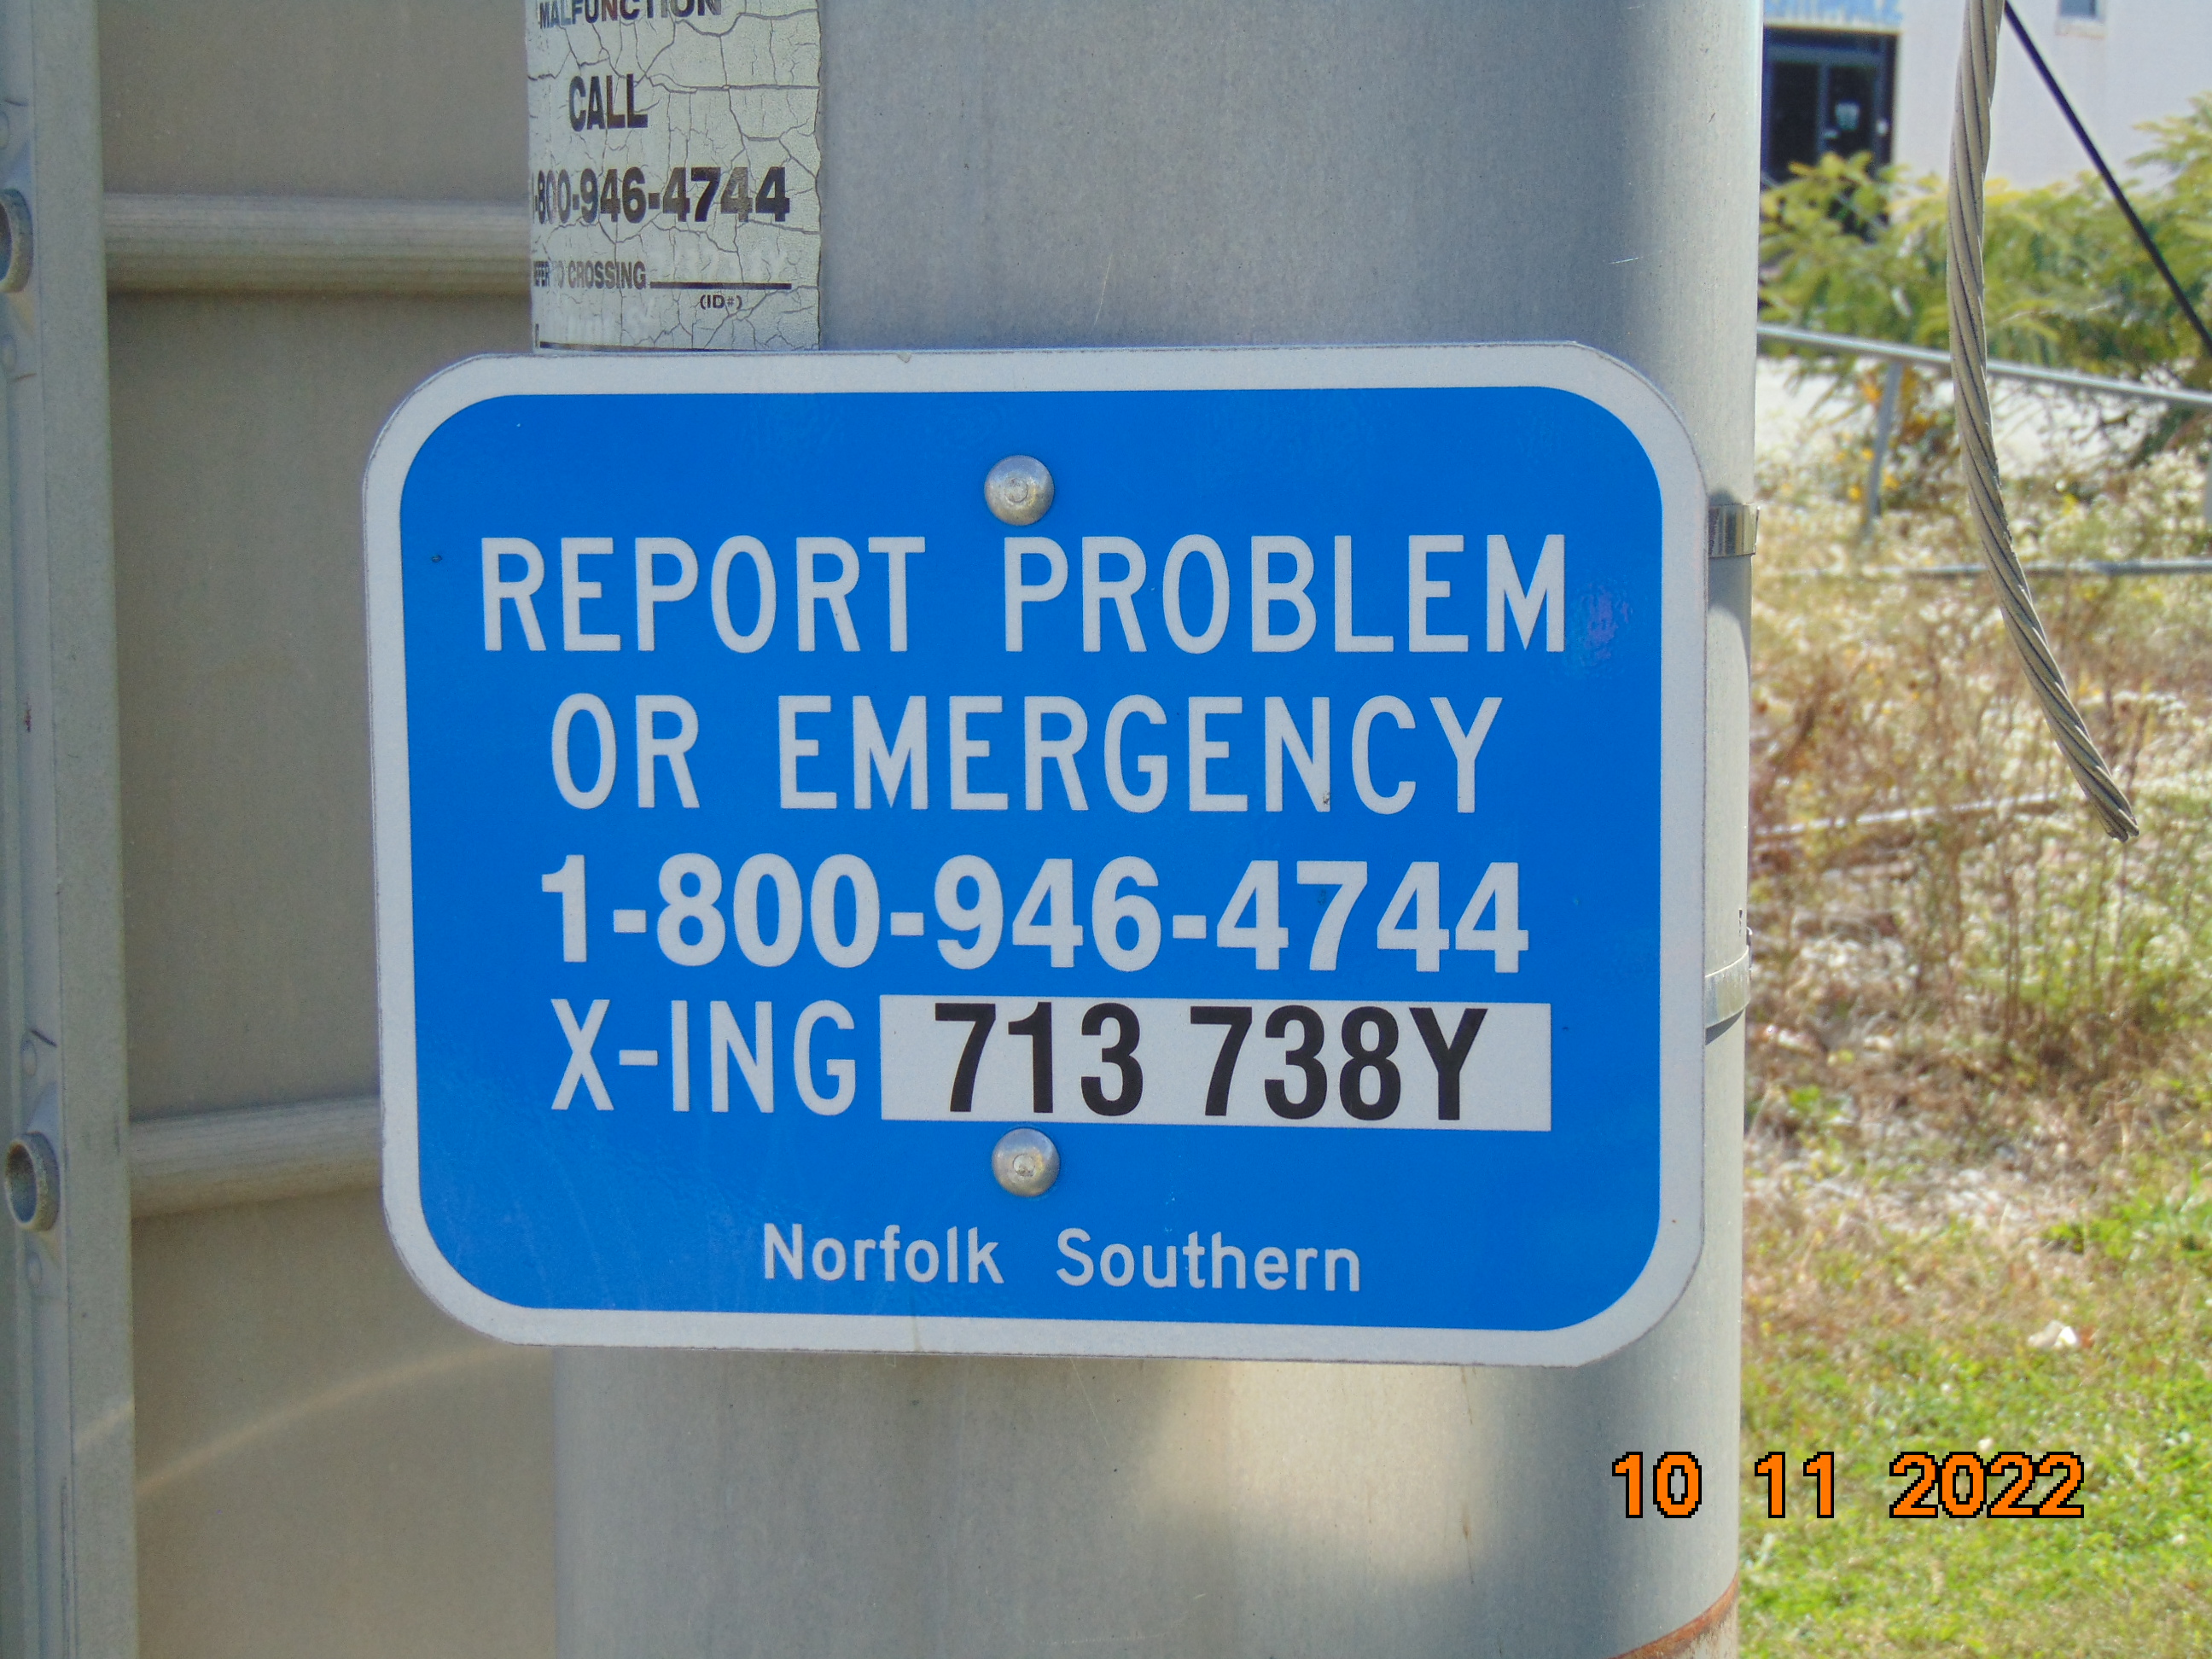 MALFUNCTION
CALL
-800-946-4744
CROSSING
(ID#)
REPORT PROBLEM
OR EMERGENCY
1-800-946-4744
X-ING 713 738Y
Norfolk Southern
10 11 2022